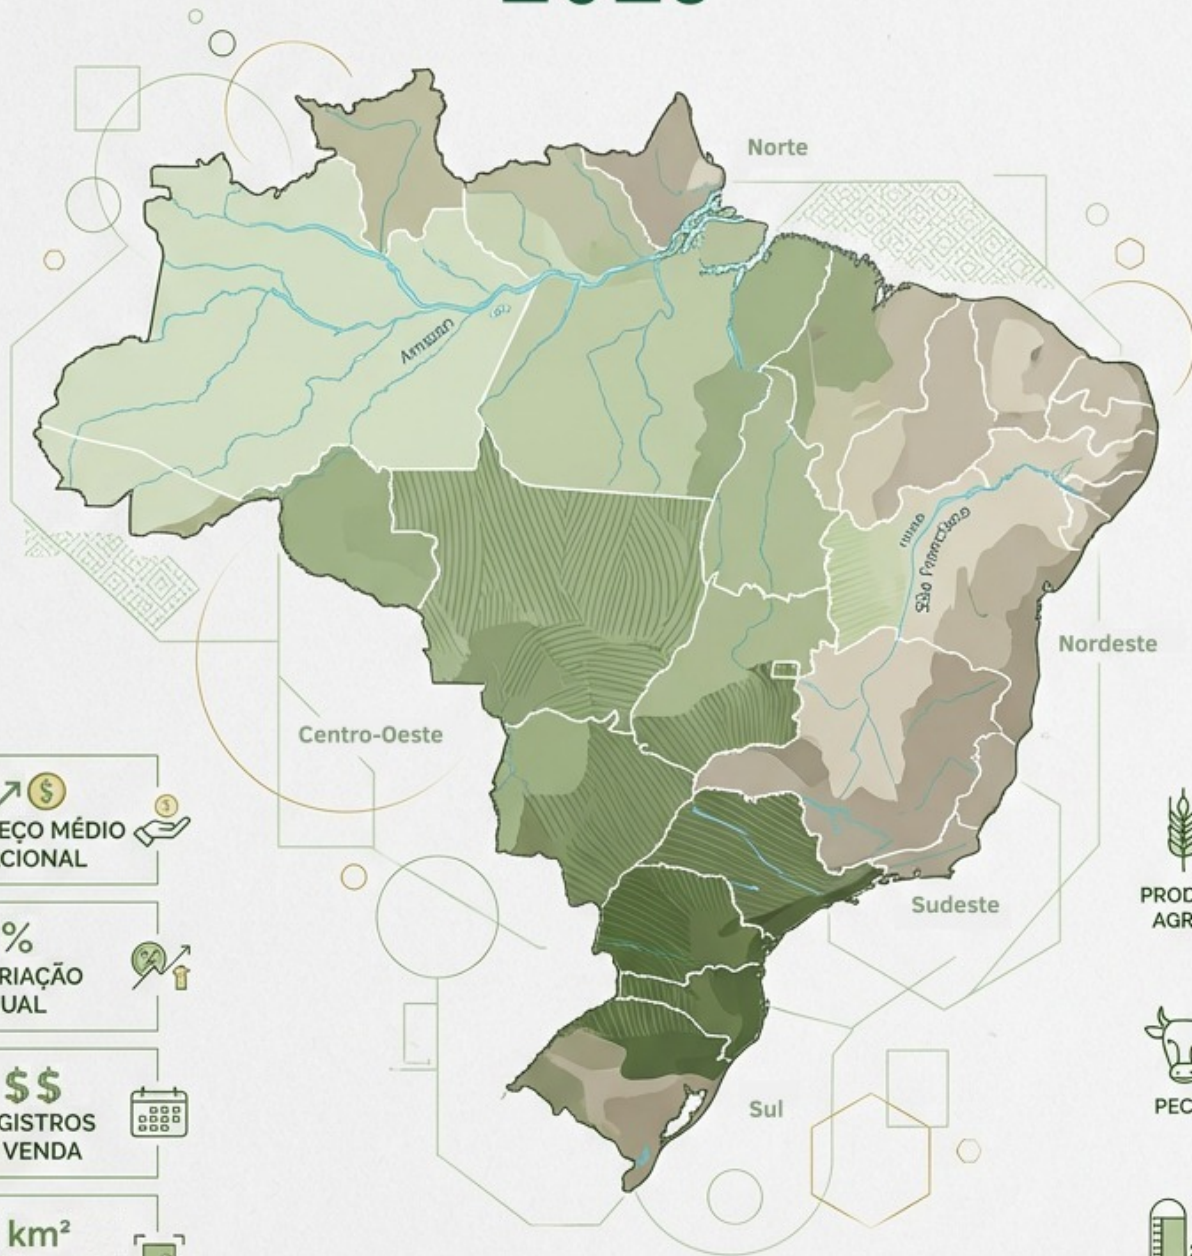 Norte
Nordeste
Centro-Oeste
Sudeste
Sul
$
$
EÇO MÉDIO
CIONAL
%
RIAÇÃO
UAL
$$
GISTROS
VENDA
km²
PROD
AGR
PEC